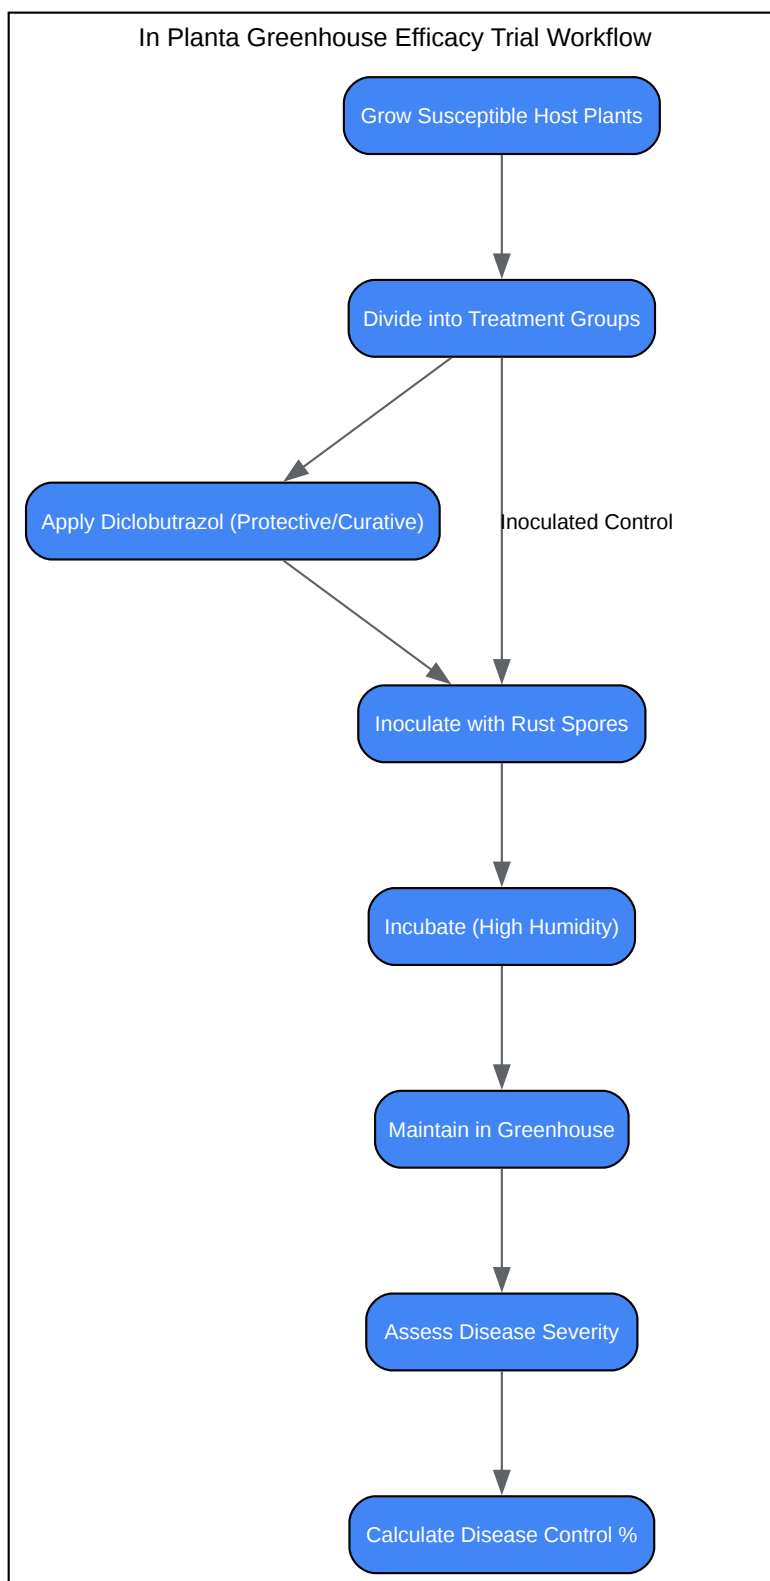 In Planta Greenhouse Efficacy Trial Workflow
Grow Susceptible Host Plants
Divide into Treatment Groups
Apply Diclobutrazol (Protective/Curative)
Inoculated Control
Inoculate with Rust Spores
Incubate (High Humidity)
Maintain in Greenhouse
Assess Disease Severity
Calculate Disease Control %